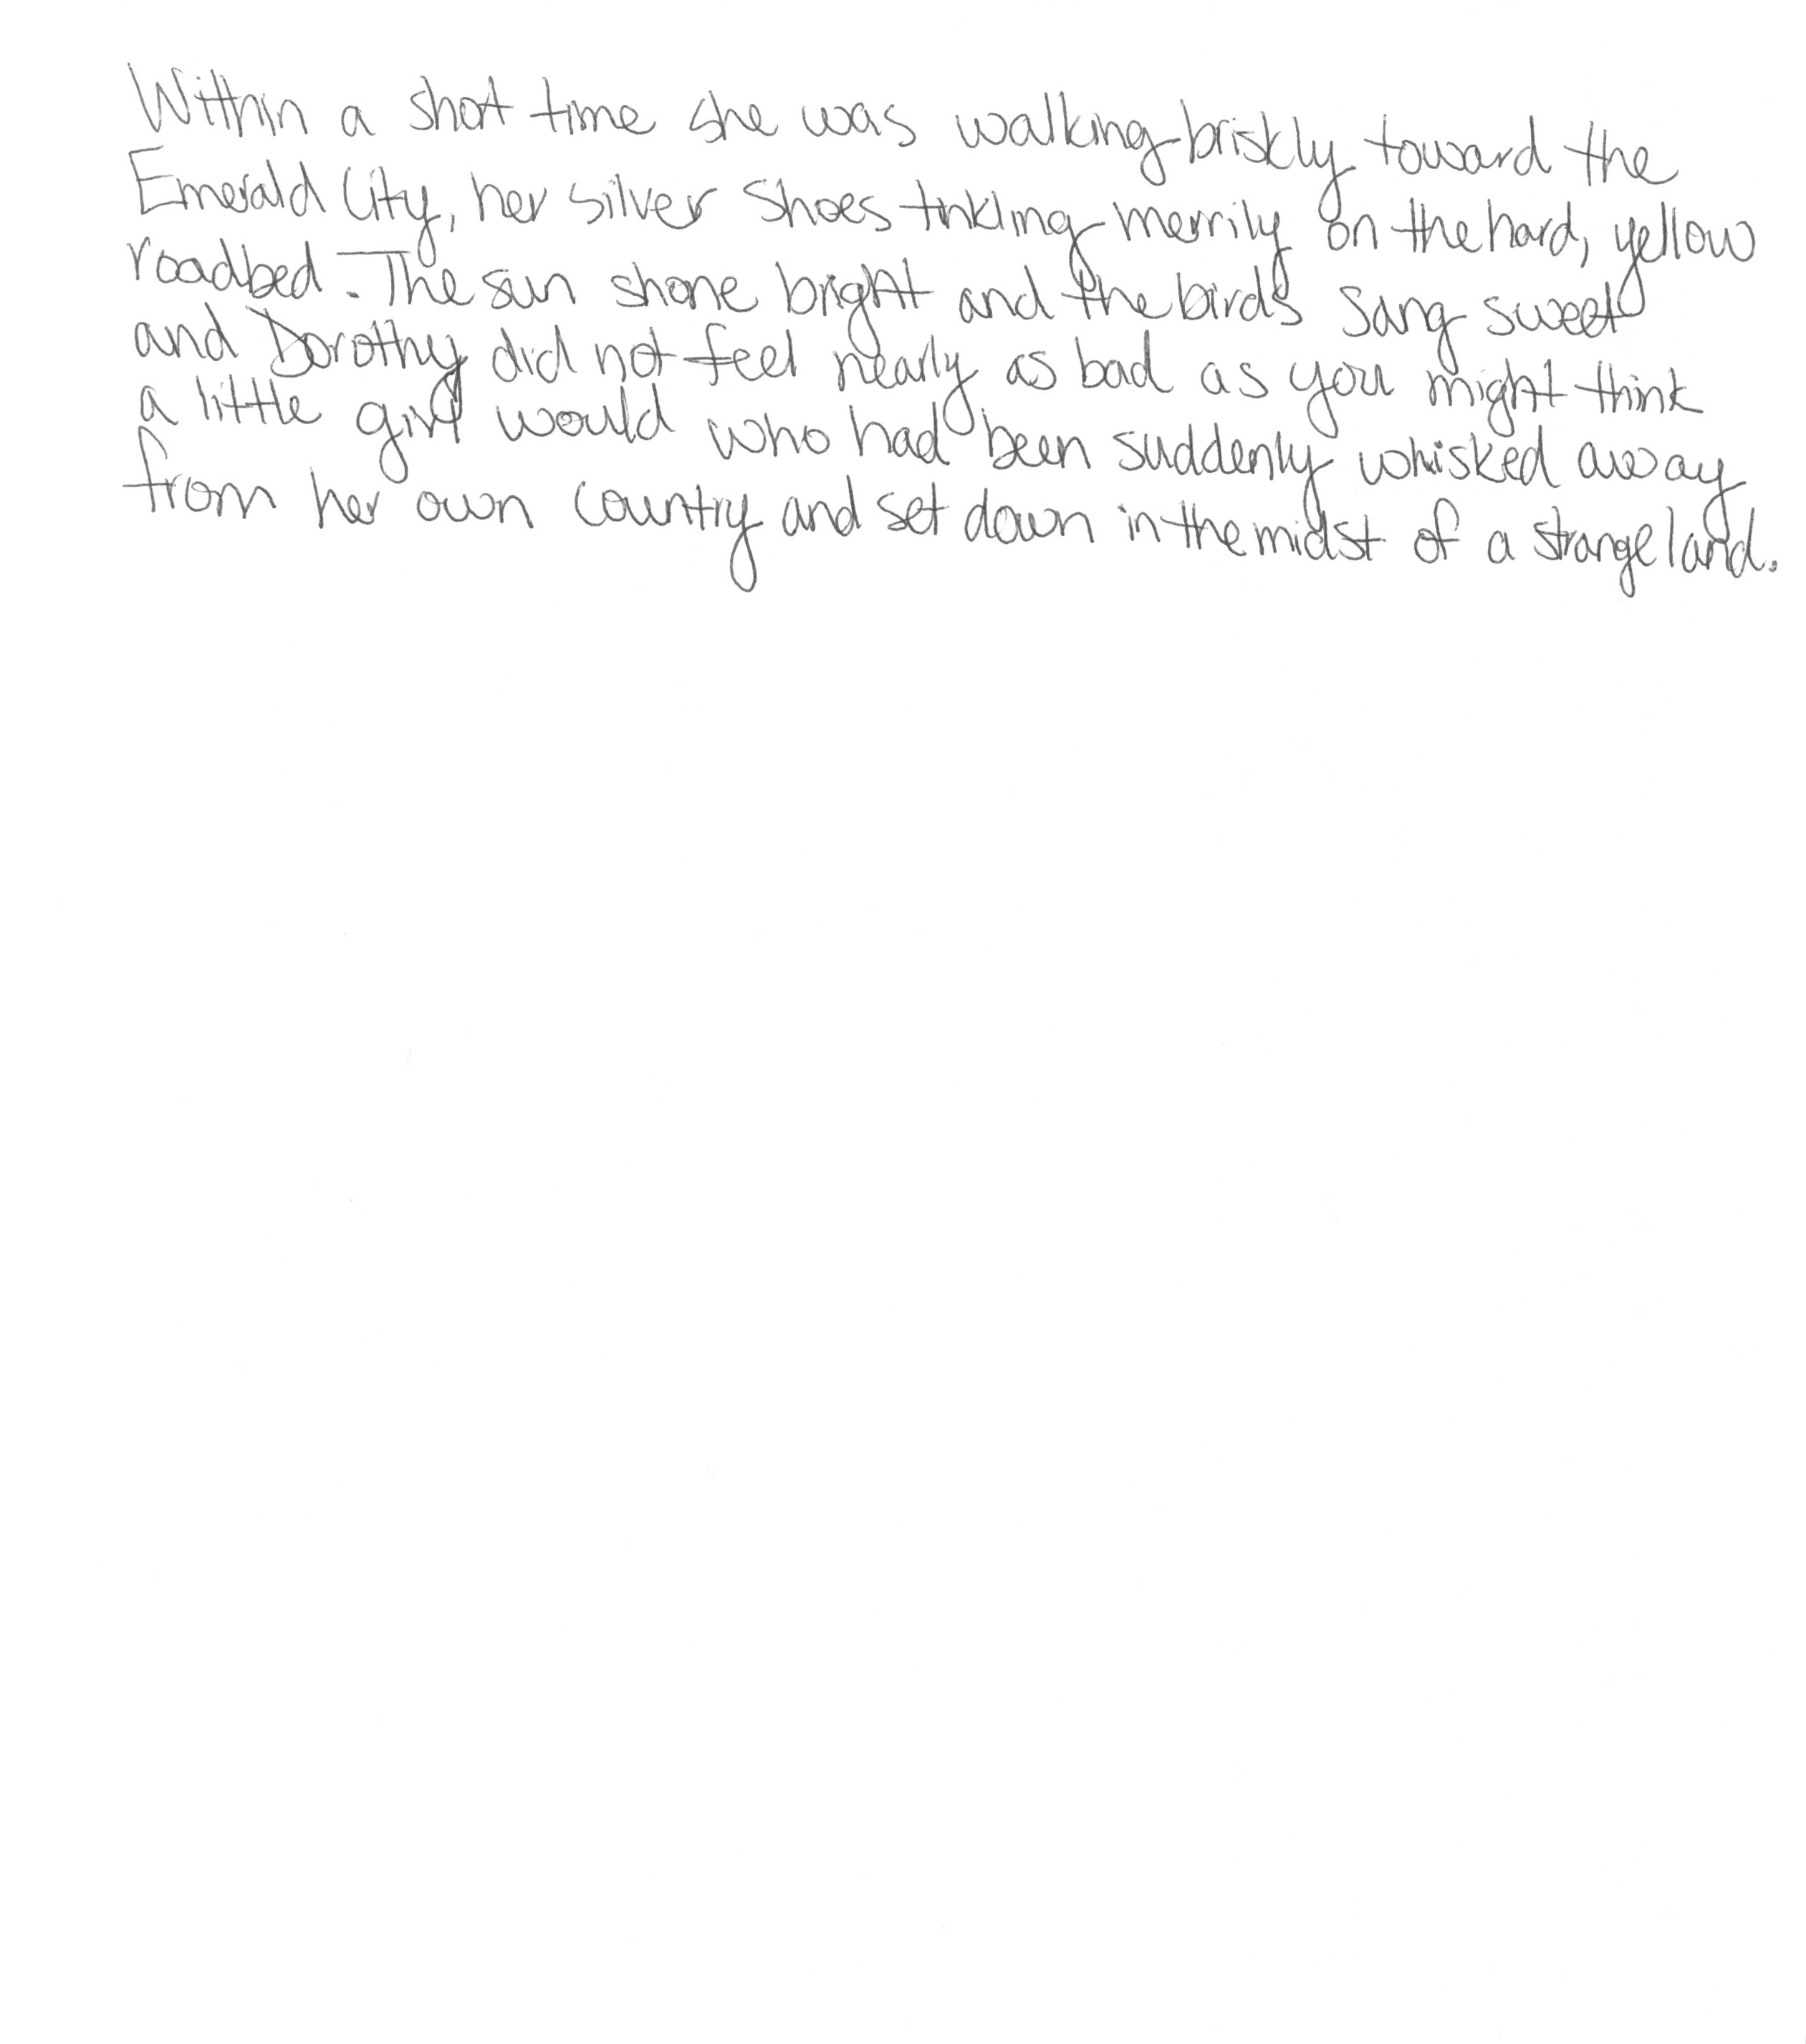 Within a short time she was walking briskly toward the
Emerald City, her silver shoes tinkling merrily on the hard, yellow
roadbed. The sun shone bright and the birds sang sweet
and Dorothy did not feel nearly as bad as you might think
a little girl would who had been suddenly whisked away
from her own country and set down in the midst of a strange land.